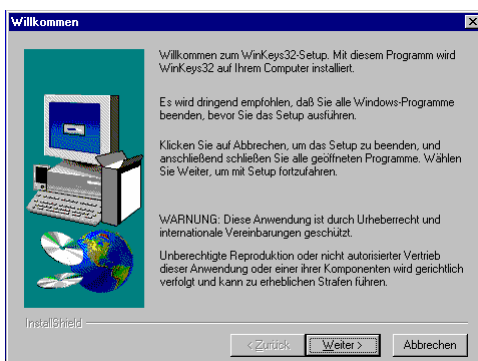 Willkommen
Willkommen zum WinKeys32-Setup. Mit diesem Programm wird
WinKeys32 auf Ihrem Computer installiert.
Es wird dringend empfohlen, daß Sie alle Windows-Programme
beenden, bevor Sie das Setup ausführen.
Klicken Sie auf Abbrechen, um das Setup zu beenden, und
anschließend schließen Sie alle geöffneten Programme. Wählen
Sie Weiter, um mit Setup fortzufahren.
WARNUNG: Diese Anwendung ist durch Urheberrecht und
internationale Vereinbarungen geschützt.
Unberechtigte Reproduktion oder nicht autorisierter Vertrieb
dieser Anwendung oder einer ihrer Komponenten wird gerichtlich
verfolgt und kann zu erheblichen Strafen führen.
InstallShield
< Zurück Weiter > Abbrechen